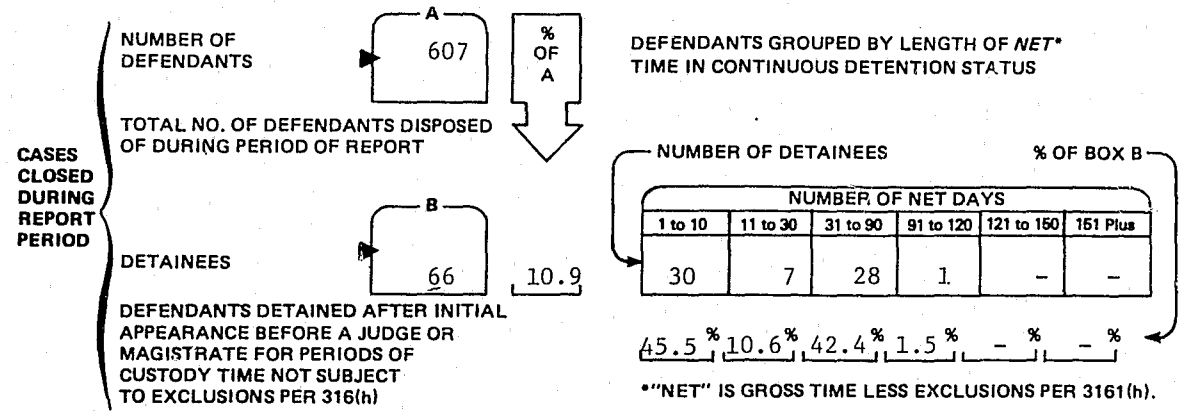 A
NUMBER OF
DEFENDANTS
607
%
OF
A
TOTAL NO. OF DEFENDANTS DISPOSED
OF DURING PERIOD OF REPORT
CASES
CLOSED
DURING
REPORT
PERIOD
B
DETAINEES
66
10.9
DEFENDANTS DETAINED AFTER INITIAL
APPEARANCE BEFORE A JUDGE OR
MAGISTRATE FOR PERIODS OF
CUSTODY TIME NOT SUBJECT
TO EXCLUSIONS PER 316(h)
DEFENDANTS GROUPED BY LENGTH OF NET*
TIME IN CONTINUOUS DETENTION STATUS
NUMBER OF DETAINEES % OF BOX B
NUMBER OF NET DAYS
1 to 10 11 to 30 31 to 90 91 to 120 121 to 150 151 Plus
30 7 28 1 – –
45.5 % 10.6 % 42.4 % 1.5 % – % – %
*"NET" IS GROSS TIME LESS EXCLUSIONS PER 3161(h).